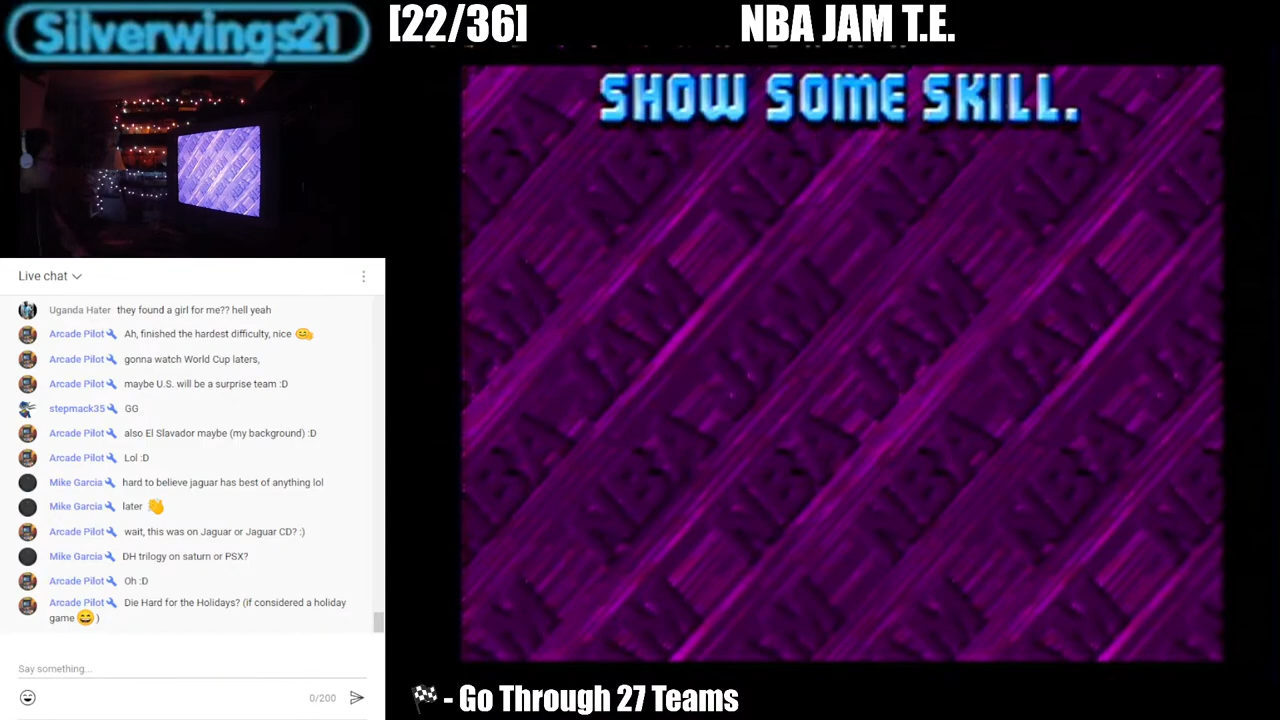 Silverwings21
[22/36]
NBA JAM T.E.
SHOW SOME SKILL.
Live chat
Uganda Hater they found a girl for me?? hell yeah
Arcade Pilot Ah, finished the hardest difficulty, nice 😊
Arcade Pilot gonna watch World Cup laters,
Arcade Pilot maybe U.S. will be a surprise team :D
stepmack35 GG
Arcade Pilot also El Slavador maybe (my background) :D
Arcade Pilot Lol :D
Mike Garcia hard to believe jaguar has best of anything lol
Mike Garcia later 👋
Arcade Pilot wait, this was on Jaguar or Jaguar CD? :)
Mike Garcia DH trilogy on saturn or PSX?
Arcade Pilot Oh :D
Arcade Pilot Die Hard for the Holidays? (if considered a holiday
game 😄 )
Say something...
0/200
🏁 - Go Through 27 Teams
NBA JAM